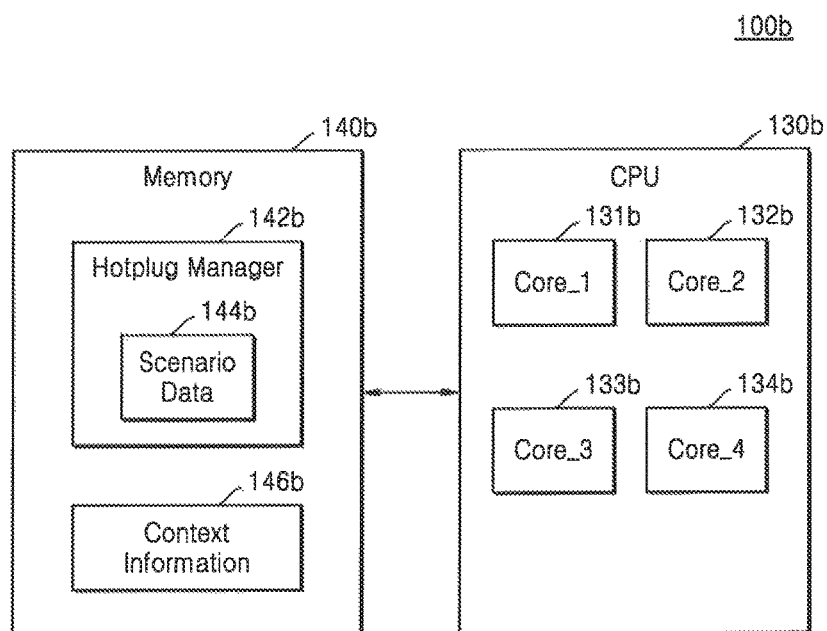 100b
140b
Memory
142b
Hotplug Manager
144b
Scenario
Data
146b
Context
Information
130b
CPU
131b
Core_1
132b
Core_2
133b
Core_3
134b
Core_4